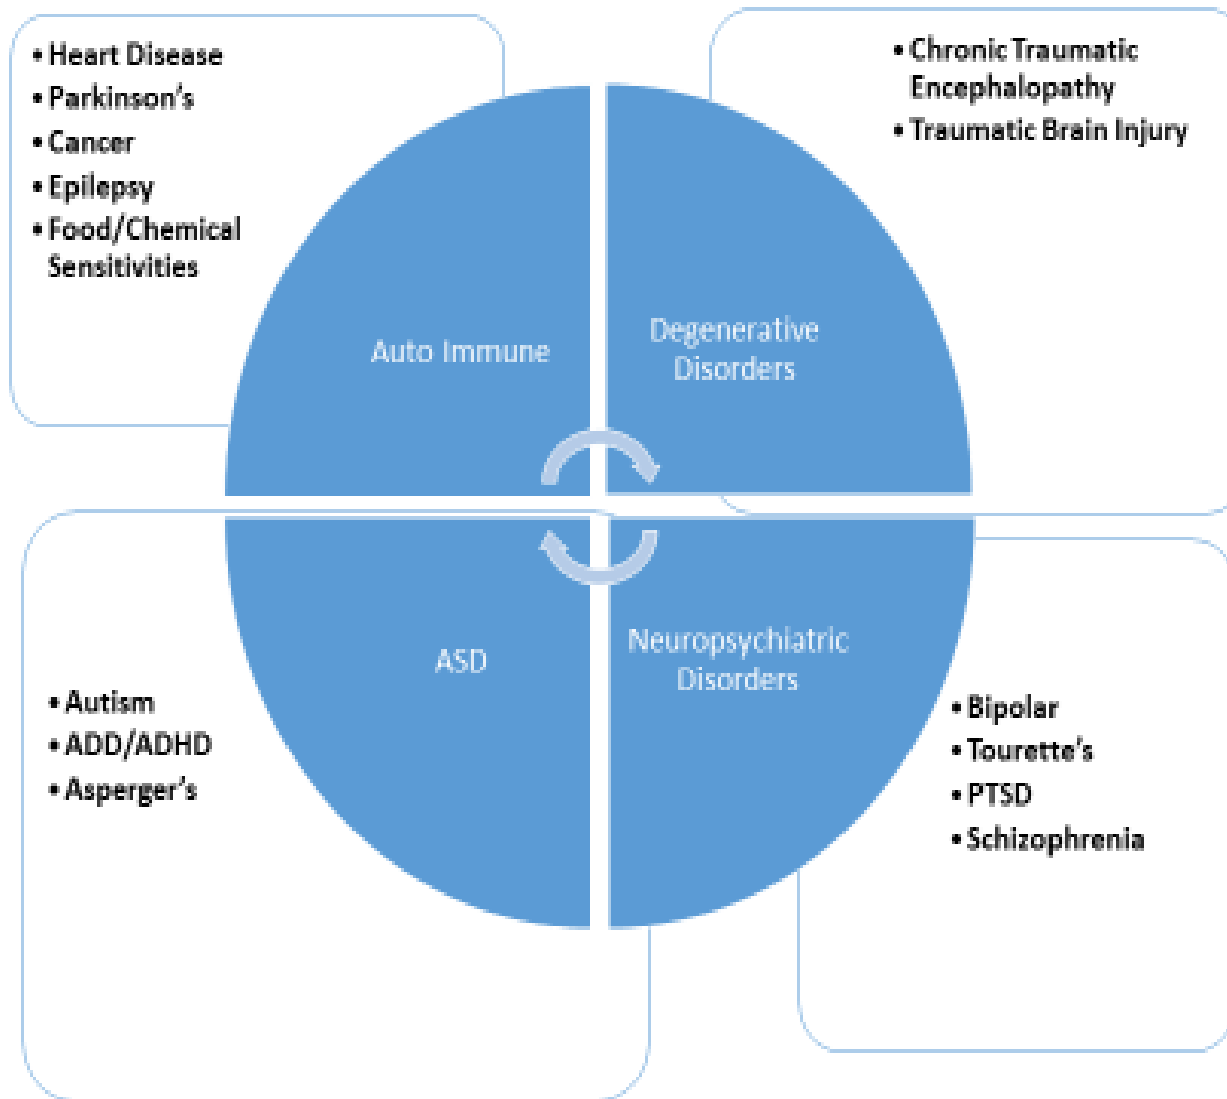 • Heart Disease
• Parkinson's
• Cancer
• Epilepsy
• Food/Chemical
Sensitivities
• Chronic Traumatic
Encephalopathy
• Traumatic Brain Injury
Auto Immune
Degenerative
Disorders
ASD
Neuropsychiatric
Disorders
• Autism
• ADD/ADHD
• Asperger's
• Bipolar
• Tourette's
• PTSD
• Schizophrenia